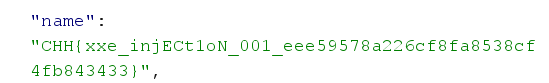 "name":
"CHH{xxe_injECt1oN_001_eee59578a226cf8fa8538cf
4fb843433}",